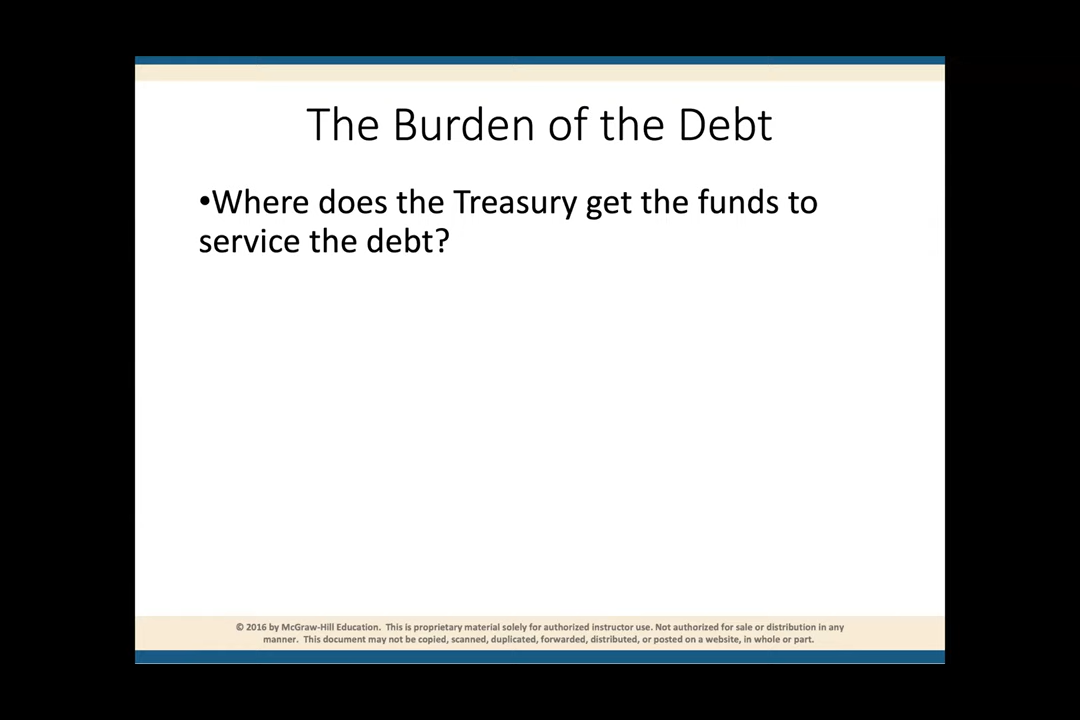 The Burden of the Debt
•Where does the Treasury get the funds to
service the debt?
© 2016 by McGraw-Hill Education. This is proprietary material solely for authorized instructor use. Not authorized for sale or distribution in any
manner. This document may not be copied, scanned, duplicated, forwarded, distributed, or posted on a website, in whole or part.